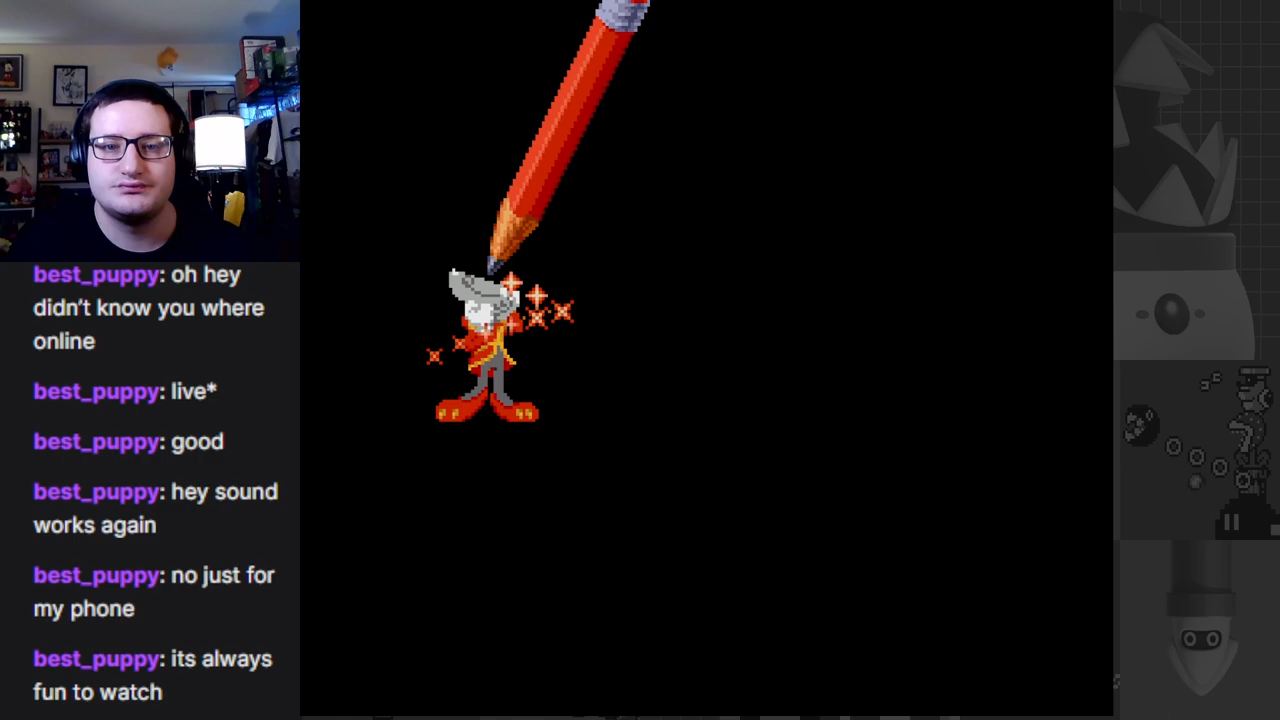 best_puppy: oh hey
didn't know you where
online
best_puppy: live*
best_puppy: good
best_puppy: hey sound
works again
best_puppy: no just for
my phone
best_puppy: its always
fun to watch